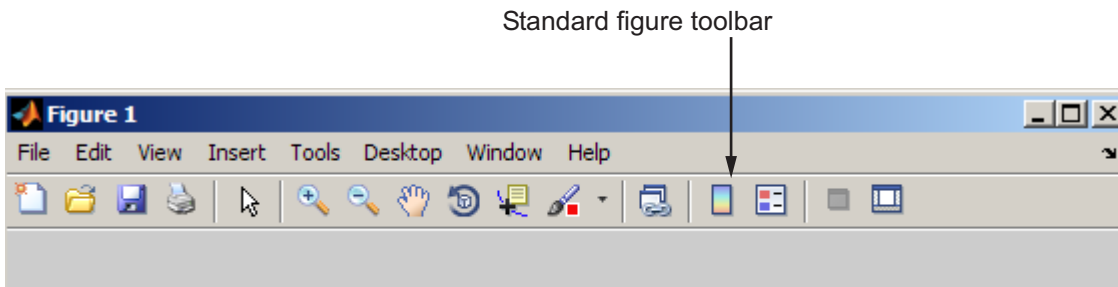 Standard figure toolbar
Figure 1
File Edit View Insert Tools Desktop Window Help